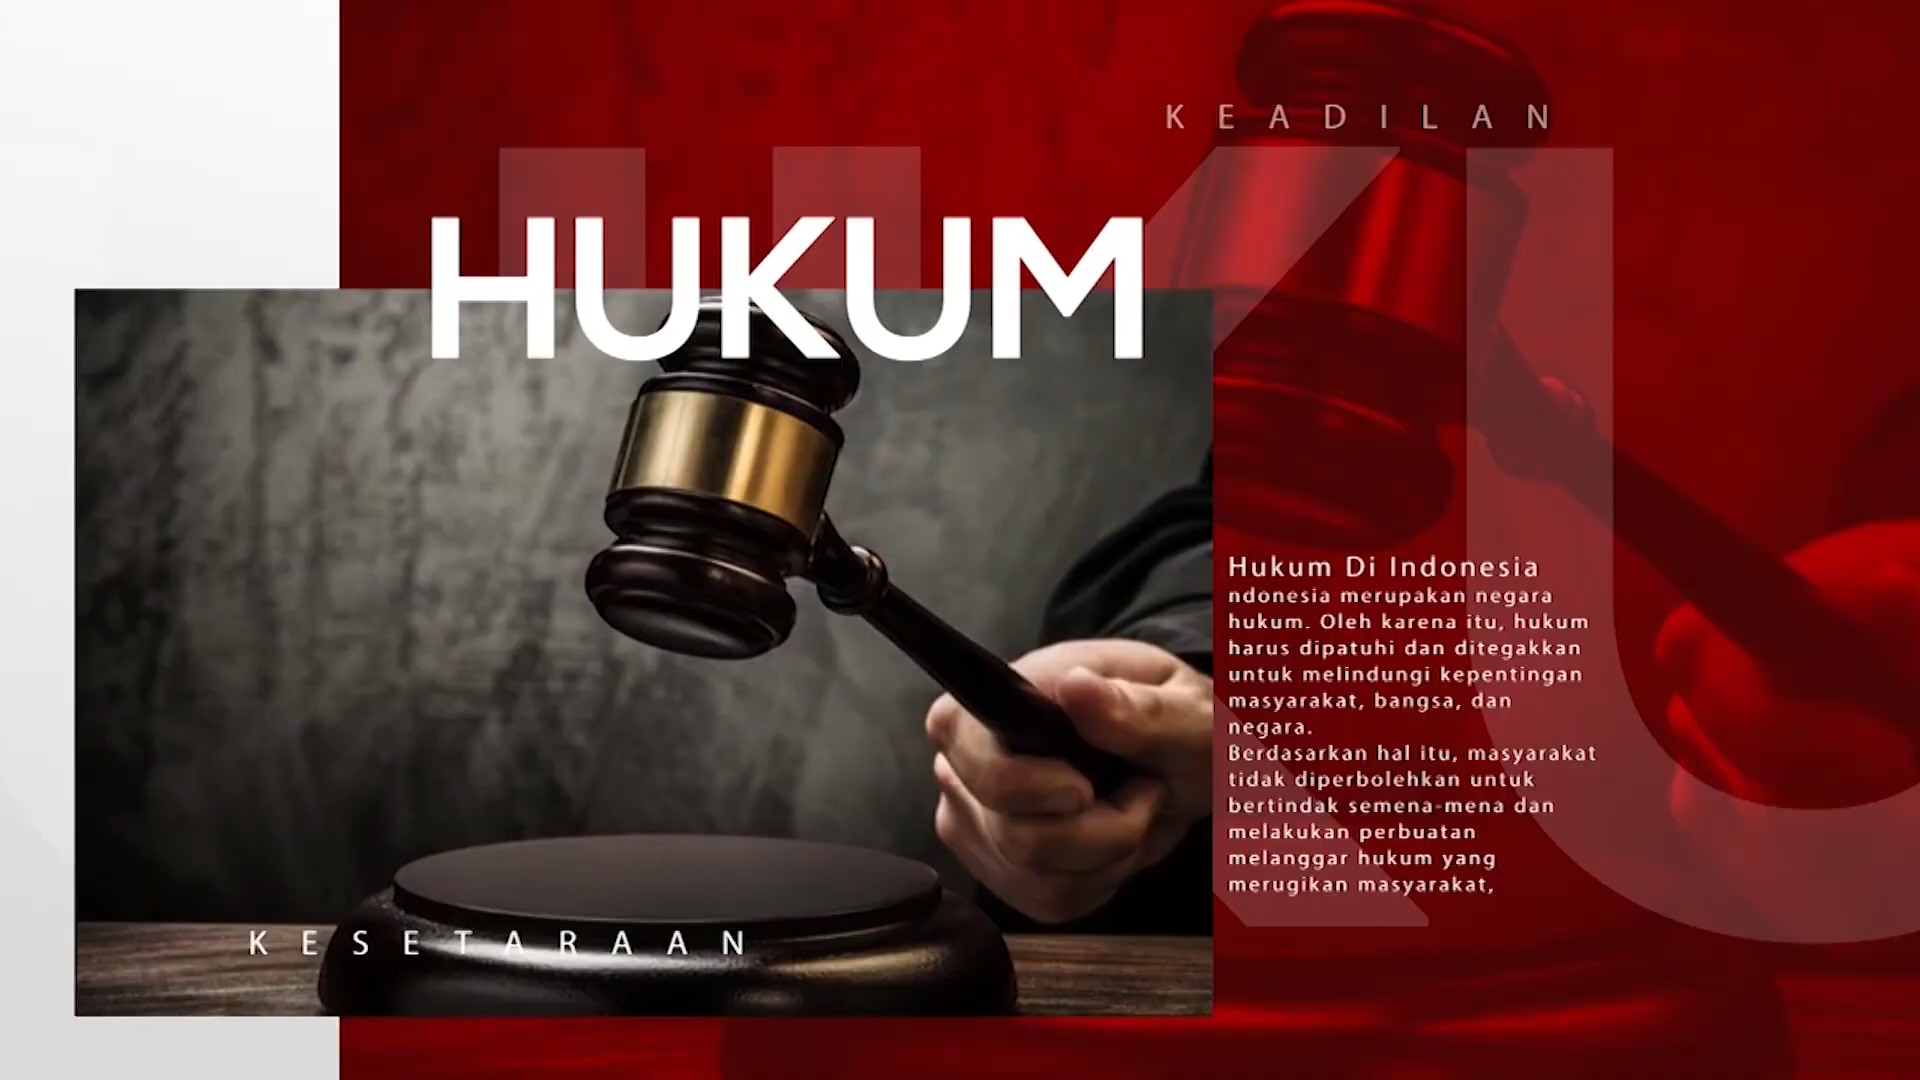 KEADILAN
HUKUM
Hukum Di Indonesia
ndonesia merupakan negara
hukum. Oleh karena itu, hukum
harus dipatuhi dan ditegakkan
untuk melindungi kepentingan
masyarakat, bangsa, dan
negara.
Berdasarkan hal itu, masyarakat
tidak diperbolehkan untuk
bertindak semena-mena dan
melakukan perbuatan
melanggar hukum yang
merugikan masyarakat,
KESETARAAN